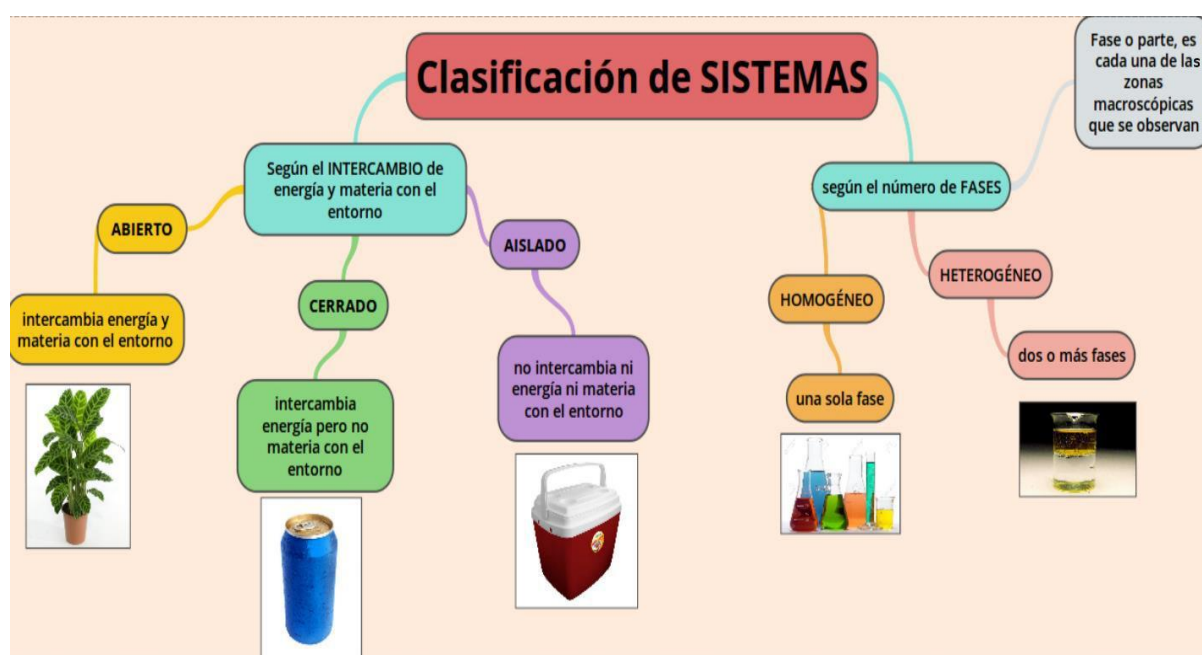 Clasificación de SISTEMAS
Fase o parte, es
cada una de las
zonas
macroscópicas
que se observan
Según el INTERCAMBIO de
energía y materia con el
entorno
según el número de FASES
ABIERTO
intercambia energía y
materia con el entorno
CERRADO
intercambia
energía pero no
materia con el
entorno
AISLADO
no intercambia ni
energía ni materia
con el entorno
HOMOGÉNEO
una sola fase
HETEROGÉNEO
dos o más fases